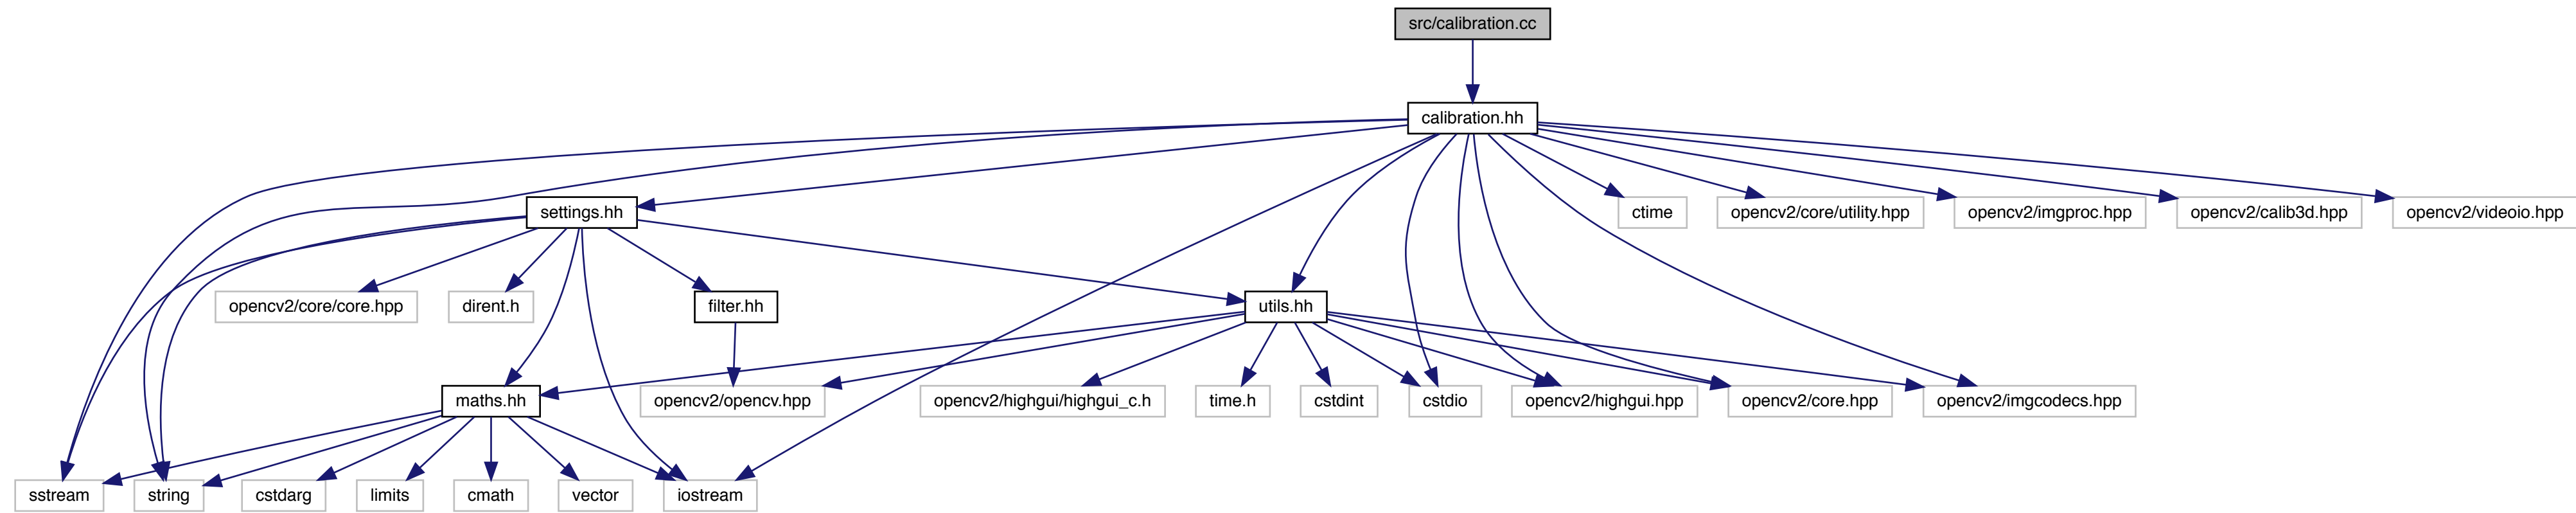 src/calibration.cc
calibration.hh
settings.hh
ctime
opencv2/core/utility.hpp
opencv2/imgproc.hpp
opencv2/calib3d.hpp
opencv2/videoio.hpp
opencv2/core/core.hpp
dirent.h
filter.hh
utils.hh
maths.hh
opencv2/opencv.hpp
opencv2/highgui/highgui_c.h
time.h
cstdint
cstdio
opencv2/highgui.hpp
opencv2/core.hpp
opencv2/imgcodecs.hpp
sstream
string
cstdarg
limits
cmath
vector
iostream